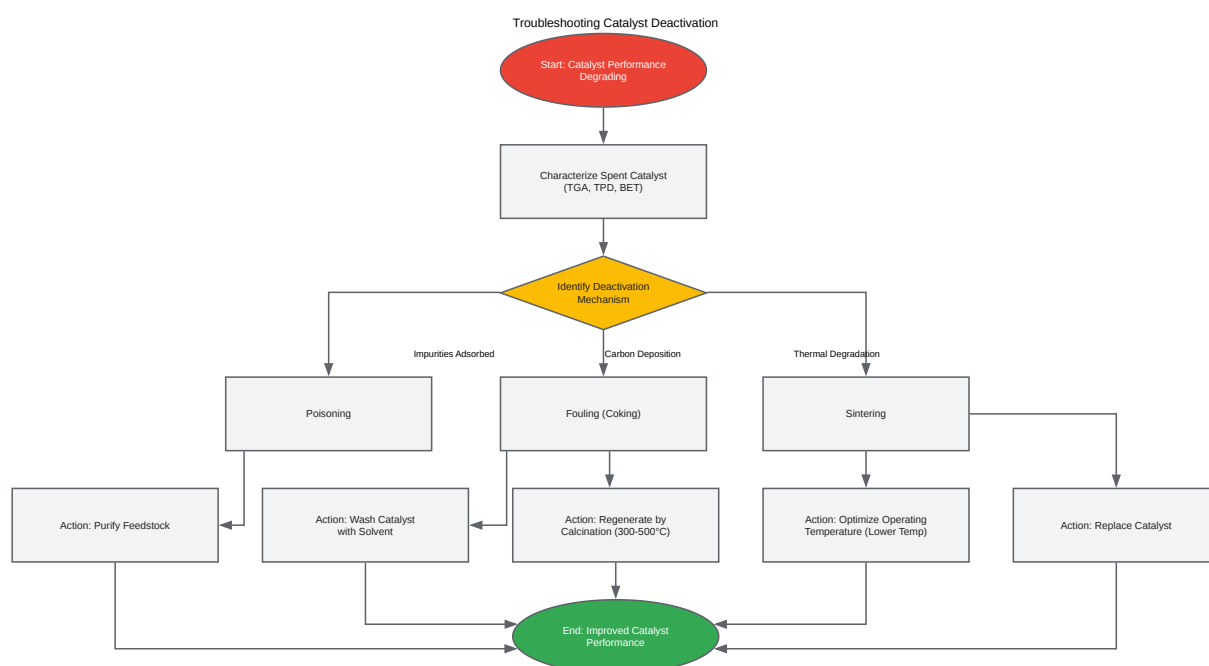 Troubleshooting Catalyst Deactivation
Start: Catalyst Performance
Degrading
Characterize Spent Catalyst
(TGA, TPD, BET)
Identify Deactivation
Mechanism
Impurities Adsorbed
Carbon Deposition
Thermal Degradation
Poisoning
Fouling (Coking)
Sintering
Action: Purify Feedstock
Action: Wash Catalyst
with Solvent
Action: Regenerate by
Calcination (300-500°C)
Action: Optimize Operating
Temperature (Lower Temp)
Action: Replace Catalyst
End: Improved Catalyst
Performance